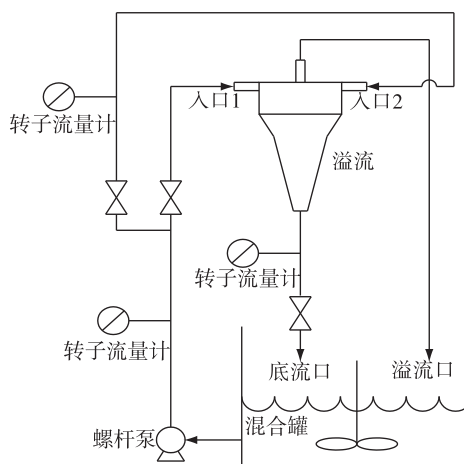 入口1
入口2
转子流量计
溢流
转子流量计
转子流量计
底流口
溢流口
混合罐
螺杆泵